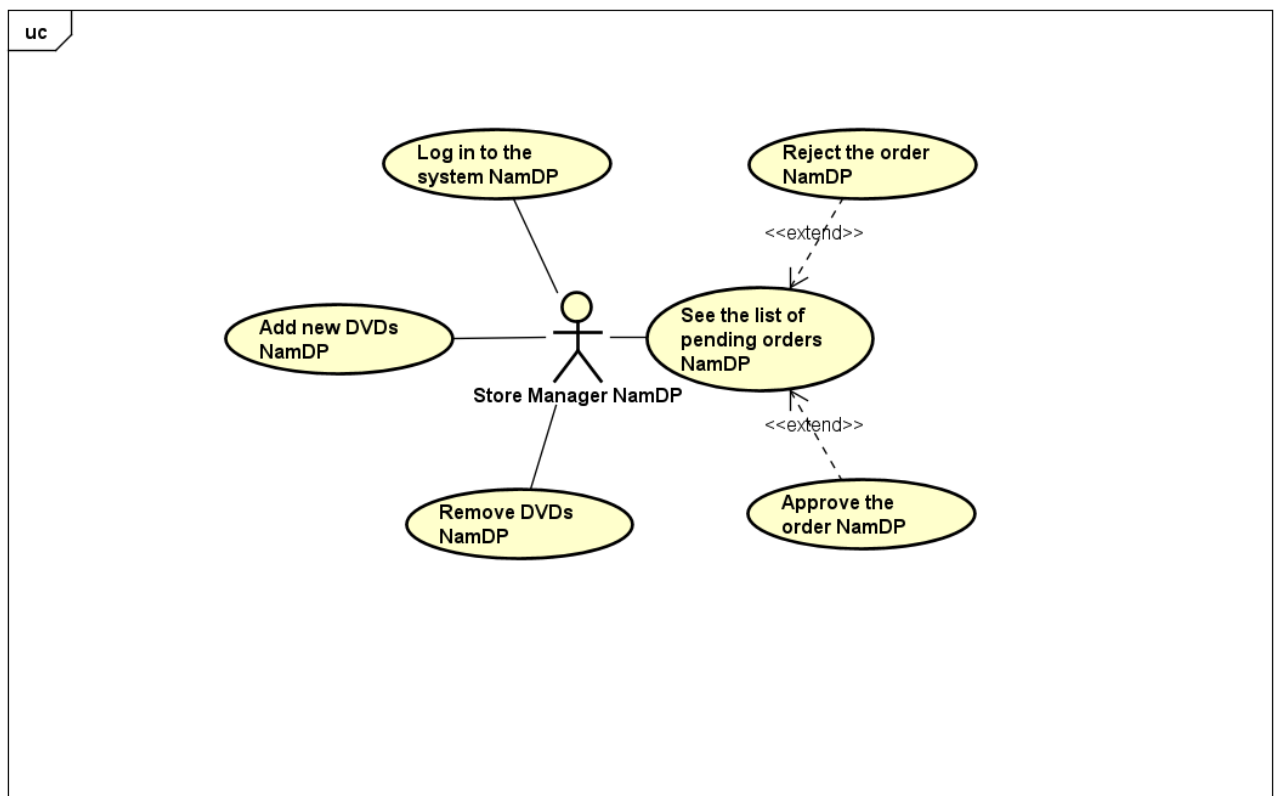 uc
Log in to the
system NamDP
Reject the order
NamDP
<<extend>>
Add new DVDs
NamDP
See the list of
pending orders
NamDP
Store Manager NamDP
<<extend>>
Remove DVDs
NamDP
Approve the
order NamDP